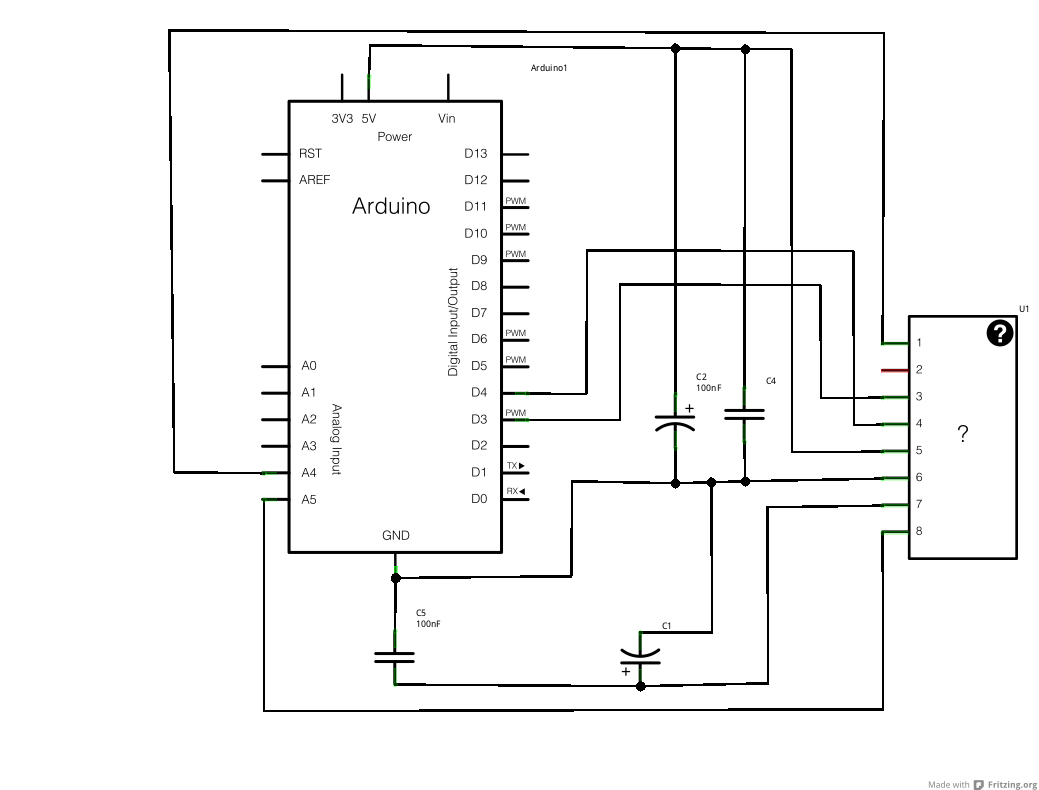 Arduino1
3V3 5V Vin
Power
RST D13
AREF D12
Arduino
D11 PWM
D10 PWM
D9 PWM
D8
Digital Input/Output
D7
D6 PWM
A0 D5 PWM
A1 D4
A2 D3 PWM
A3 D2
Analog Input
A4 D1 TX
A5 D0 RX
GND
C2
100nF
+
C4
C5
100nF
C1
+
U1
?
1
2
3
4
?
5
6
7
8
Made with Fritzing.org